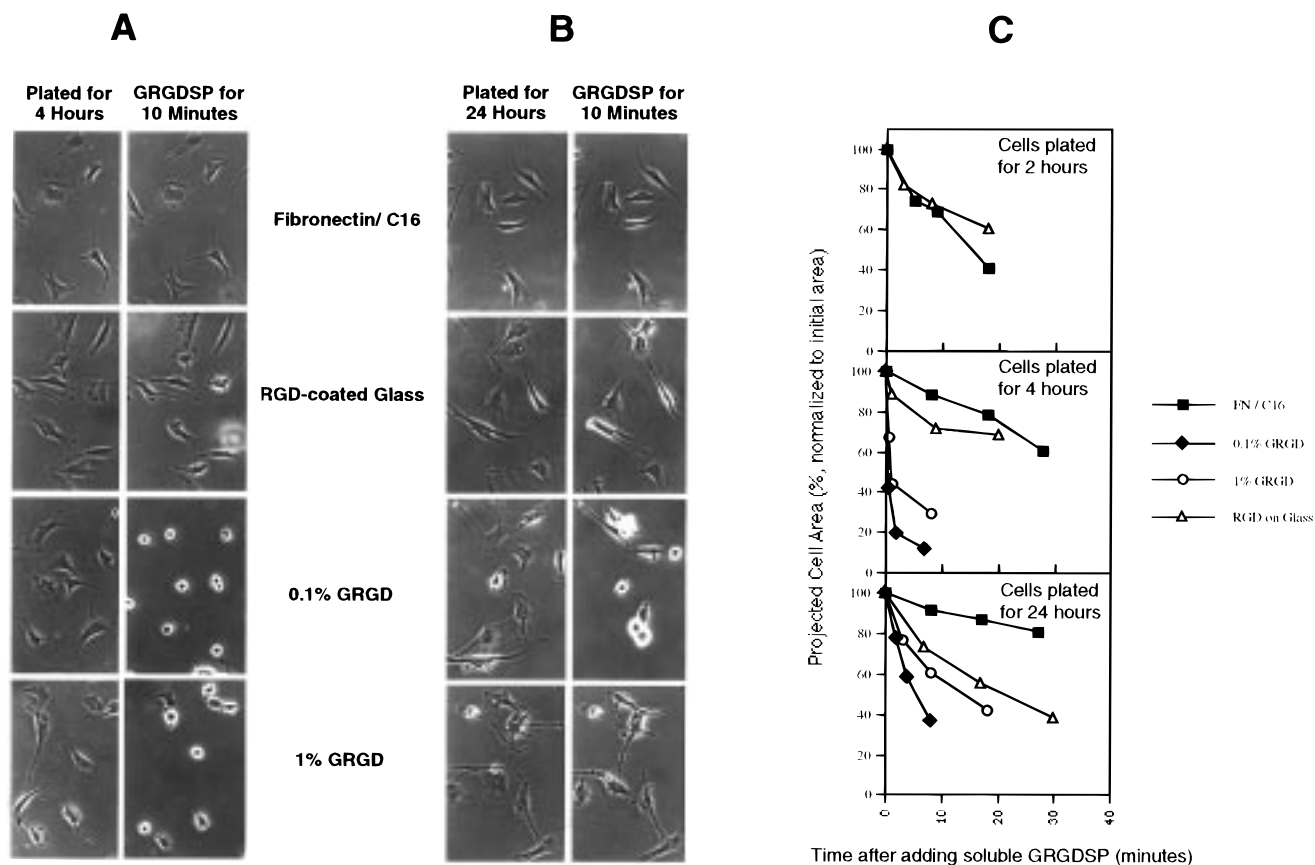 A
B
C
Plated for
4 Hours
GRGDSP for
10 Minutes
Plated for
24 Hours
GRGDSP for
10 Minutes
Fibronectin/ C16
RGD-coated Glass
0.1% GRGD
1% GRGD
Projected Cell Area (%, normalized to initial area)
Cells plated
for 2 hours
100
80
60
40
20
0
Cells plated
for 4 hours
100
80
60
40
20
0
Cells plated
for 24 hours
100
80
60
40
20
0
0
10
20
30
40
Time after adding soluble GRGDSP (minutes)
FN / C16
0.1% GRGD
1% GRGD
RGD on Glass